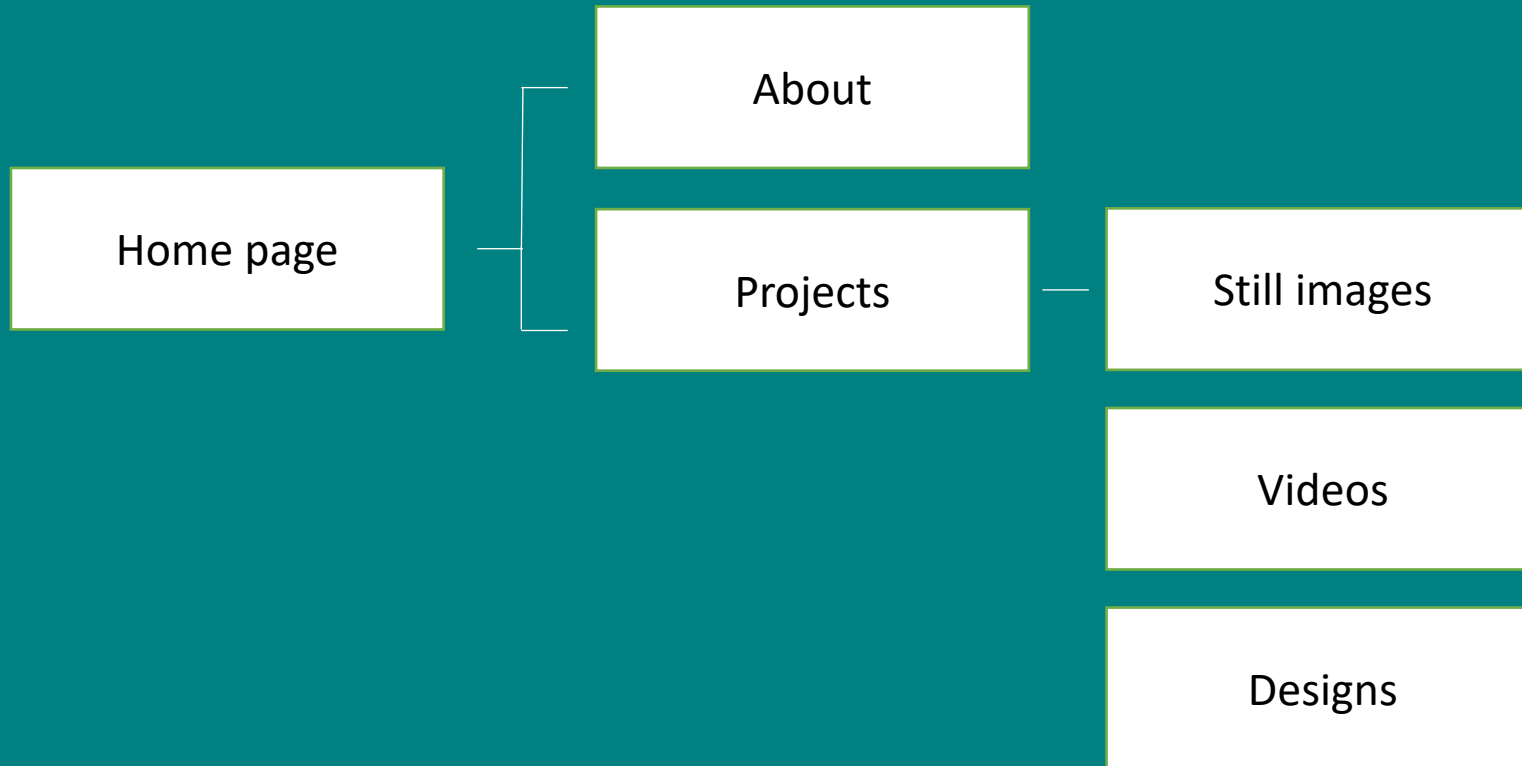 About
Home page
Projects
Still images
Videos
Designs